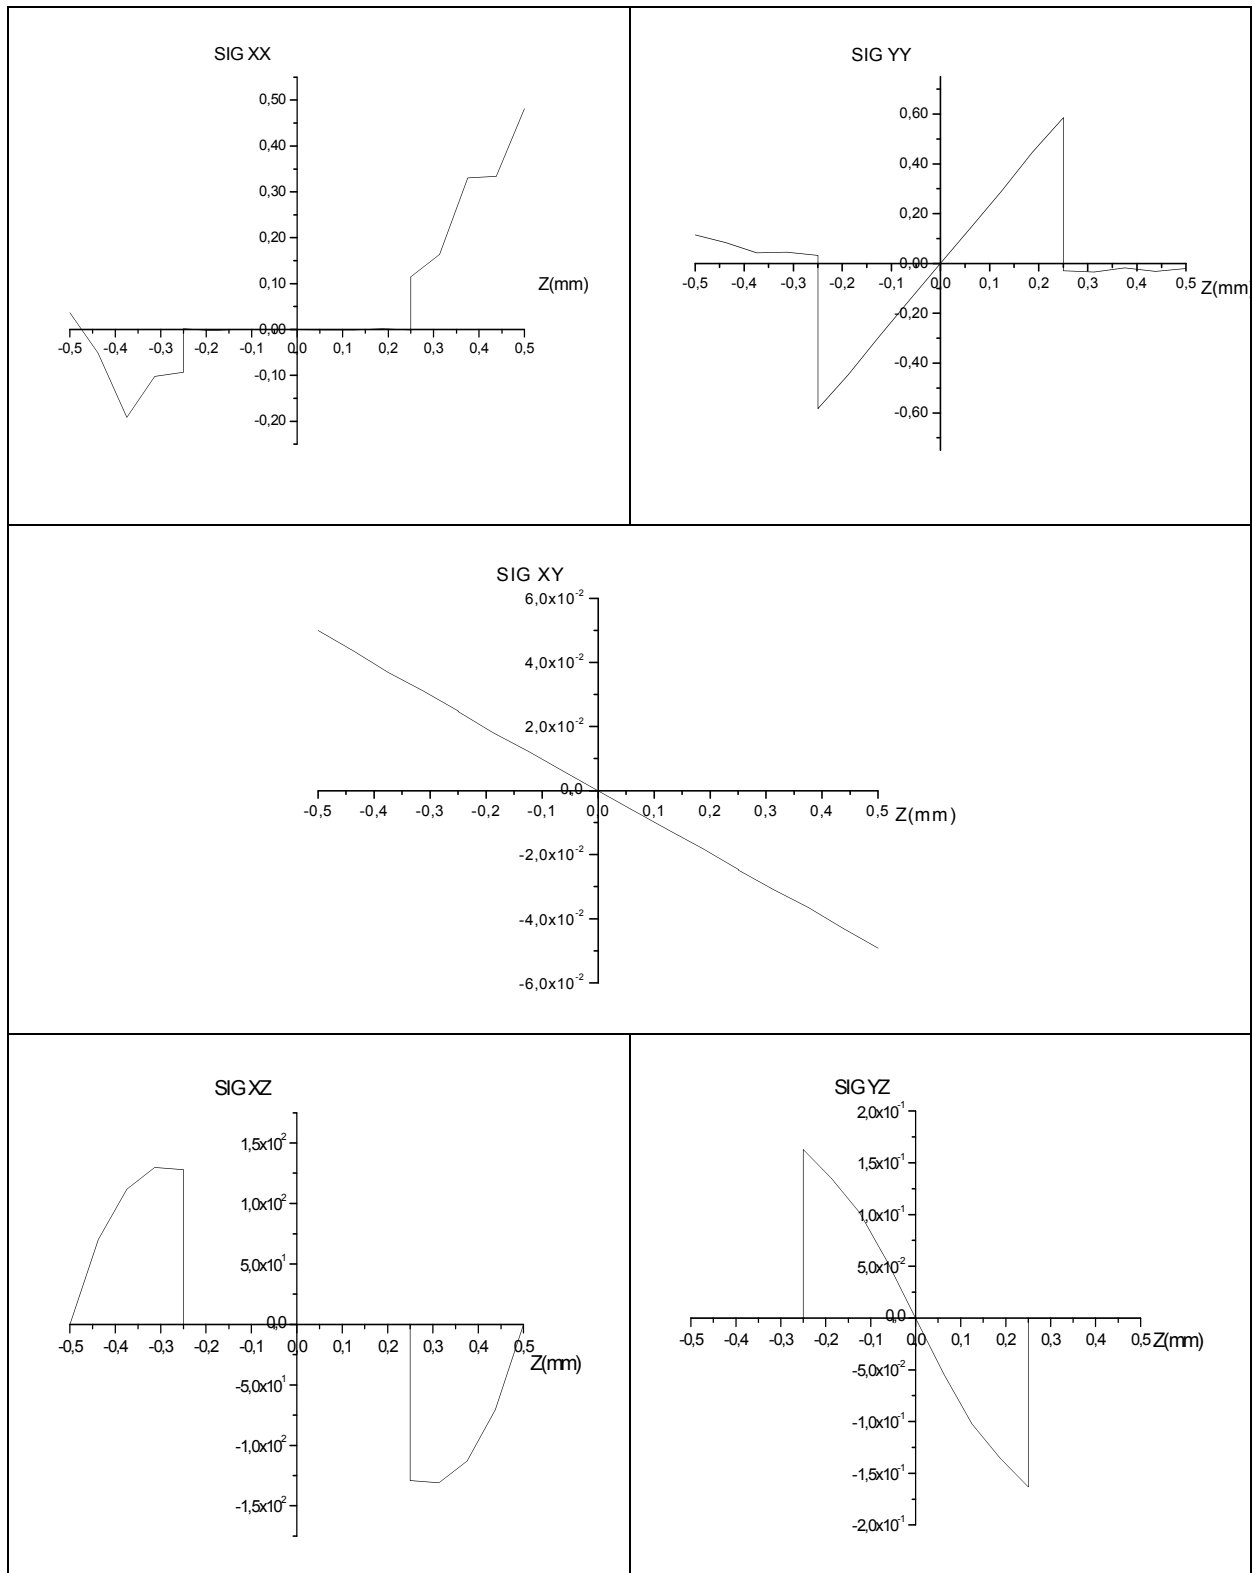 SIG XX
0,50
0,40
0,30
0,20
0,10
0,00
-0,10
-0,20
-0,5 -0,4 -0,3 -0,2 -0,1 0,0 0,1 0,2 0,3 0,4 0,5
Z(mm)
SIG YY
0,60
0,40
0,20
0,00
-0,20
-0,40
-0,60
-0,5 -0,4 -0,3 -0,2 -0,1 0,0 0,1 0,2 0,3 0,4 0,5 Z(mm
SIG XY
6,0x10⁻²
4,0x10⁻²
2,0x10⁻²
0,0
-2,0x10⁻²
-4,0x10⁻²
-6,0x10⁻²
-0,5 -0,4 -0,3 -0,2 -0,1 0,0 0,1 0,2 0,3 0,4 0,5 Z(mm)
SIG XZ
1,5x10²
1,0x10²
5,0x10¹
0,0
-5,0x10¹
-1,0x10²
-1,5x10²
-0,5 -0,4 -0,3 -0,2 -0,1 0,0 0,1 0,2 0,3 0,4 0,5
Z(mm)
SIG YZ
2,0x10⁻¹
1,5x10⁻¹
1,0x10⁻¹
5,0x10⁻²
0,0
-5,0x10⁻²
-1,0x10⁻¹
-1,5x10⁻¹
-2,0x10⁻¹
-0,5 -0,4 -0,3 -0,2 -0,1 0,0 0,1 0,2 0,3 0,4 0,5 Z(mm)